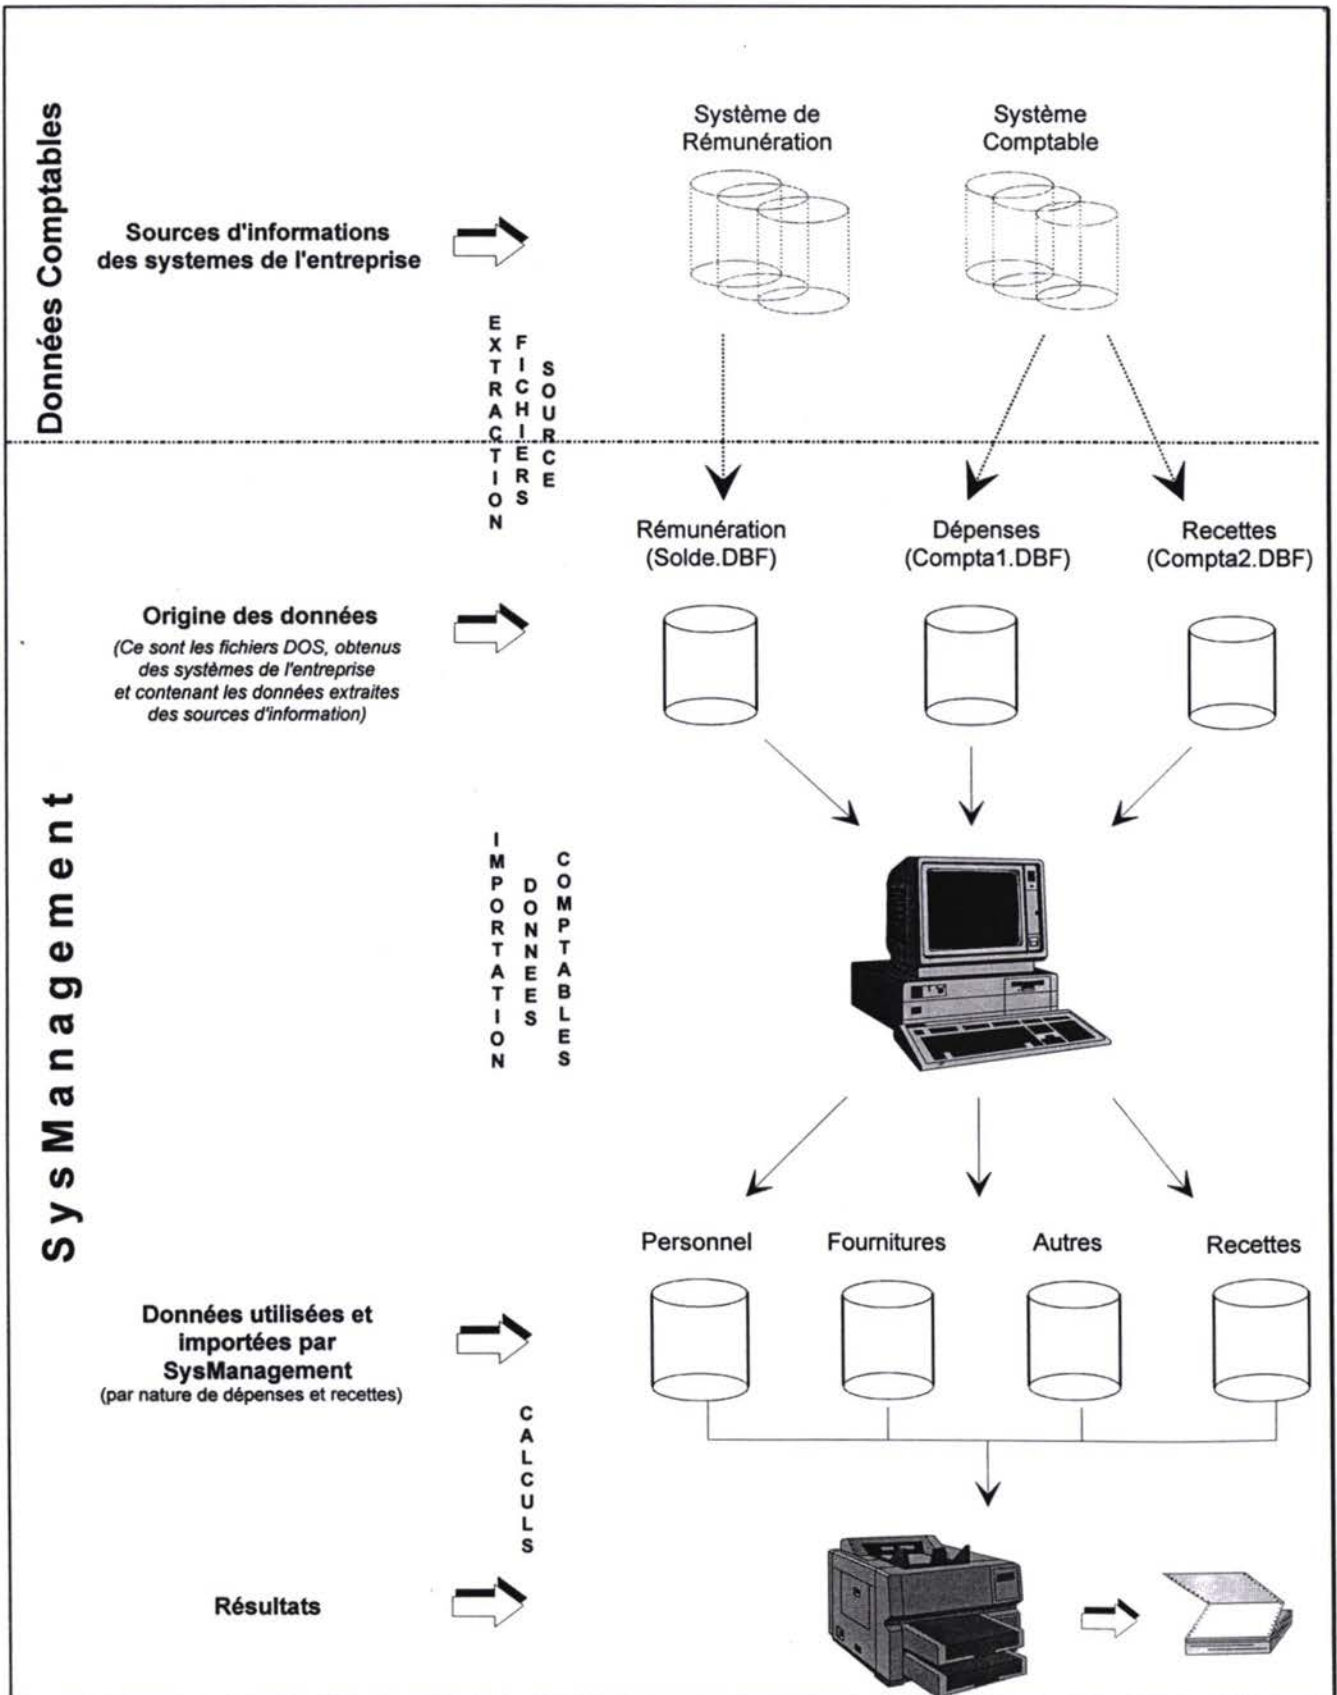 Données Comptables
Système de
Rémunération
Système
Comptable
Sources d'informations
des systemes de l'entreprise
EXTRACTION
FICHIERS
SOURCE
SysManagement
Rémunération
(Solde.DBF)
Dépenses
(Compta1.DBF)
Recettes
(Compta2.DBF)
Origine des données
(Ce sont les fichiers DOS, obtenus
des systèmes de l'entreprise
et contenant les données extraites
des sources d'information)
IMPORTATION
DONNEES
COMPTABLES
Personnel
Fournitures
Autres
Recettes
Données utilisées et
importées par
SysManagement
(par nature de dépenses et recettes)
CALCULS
Résultats